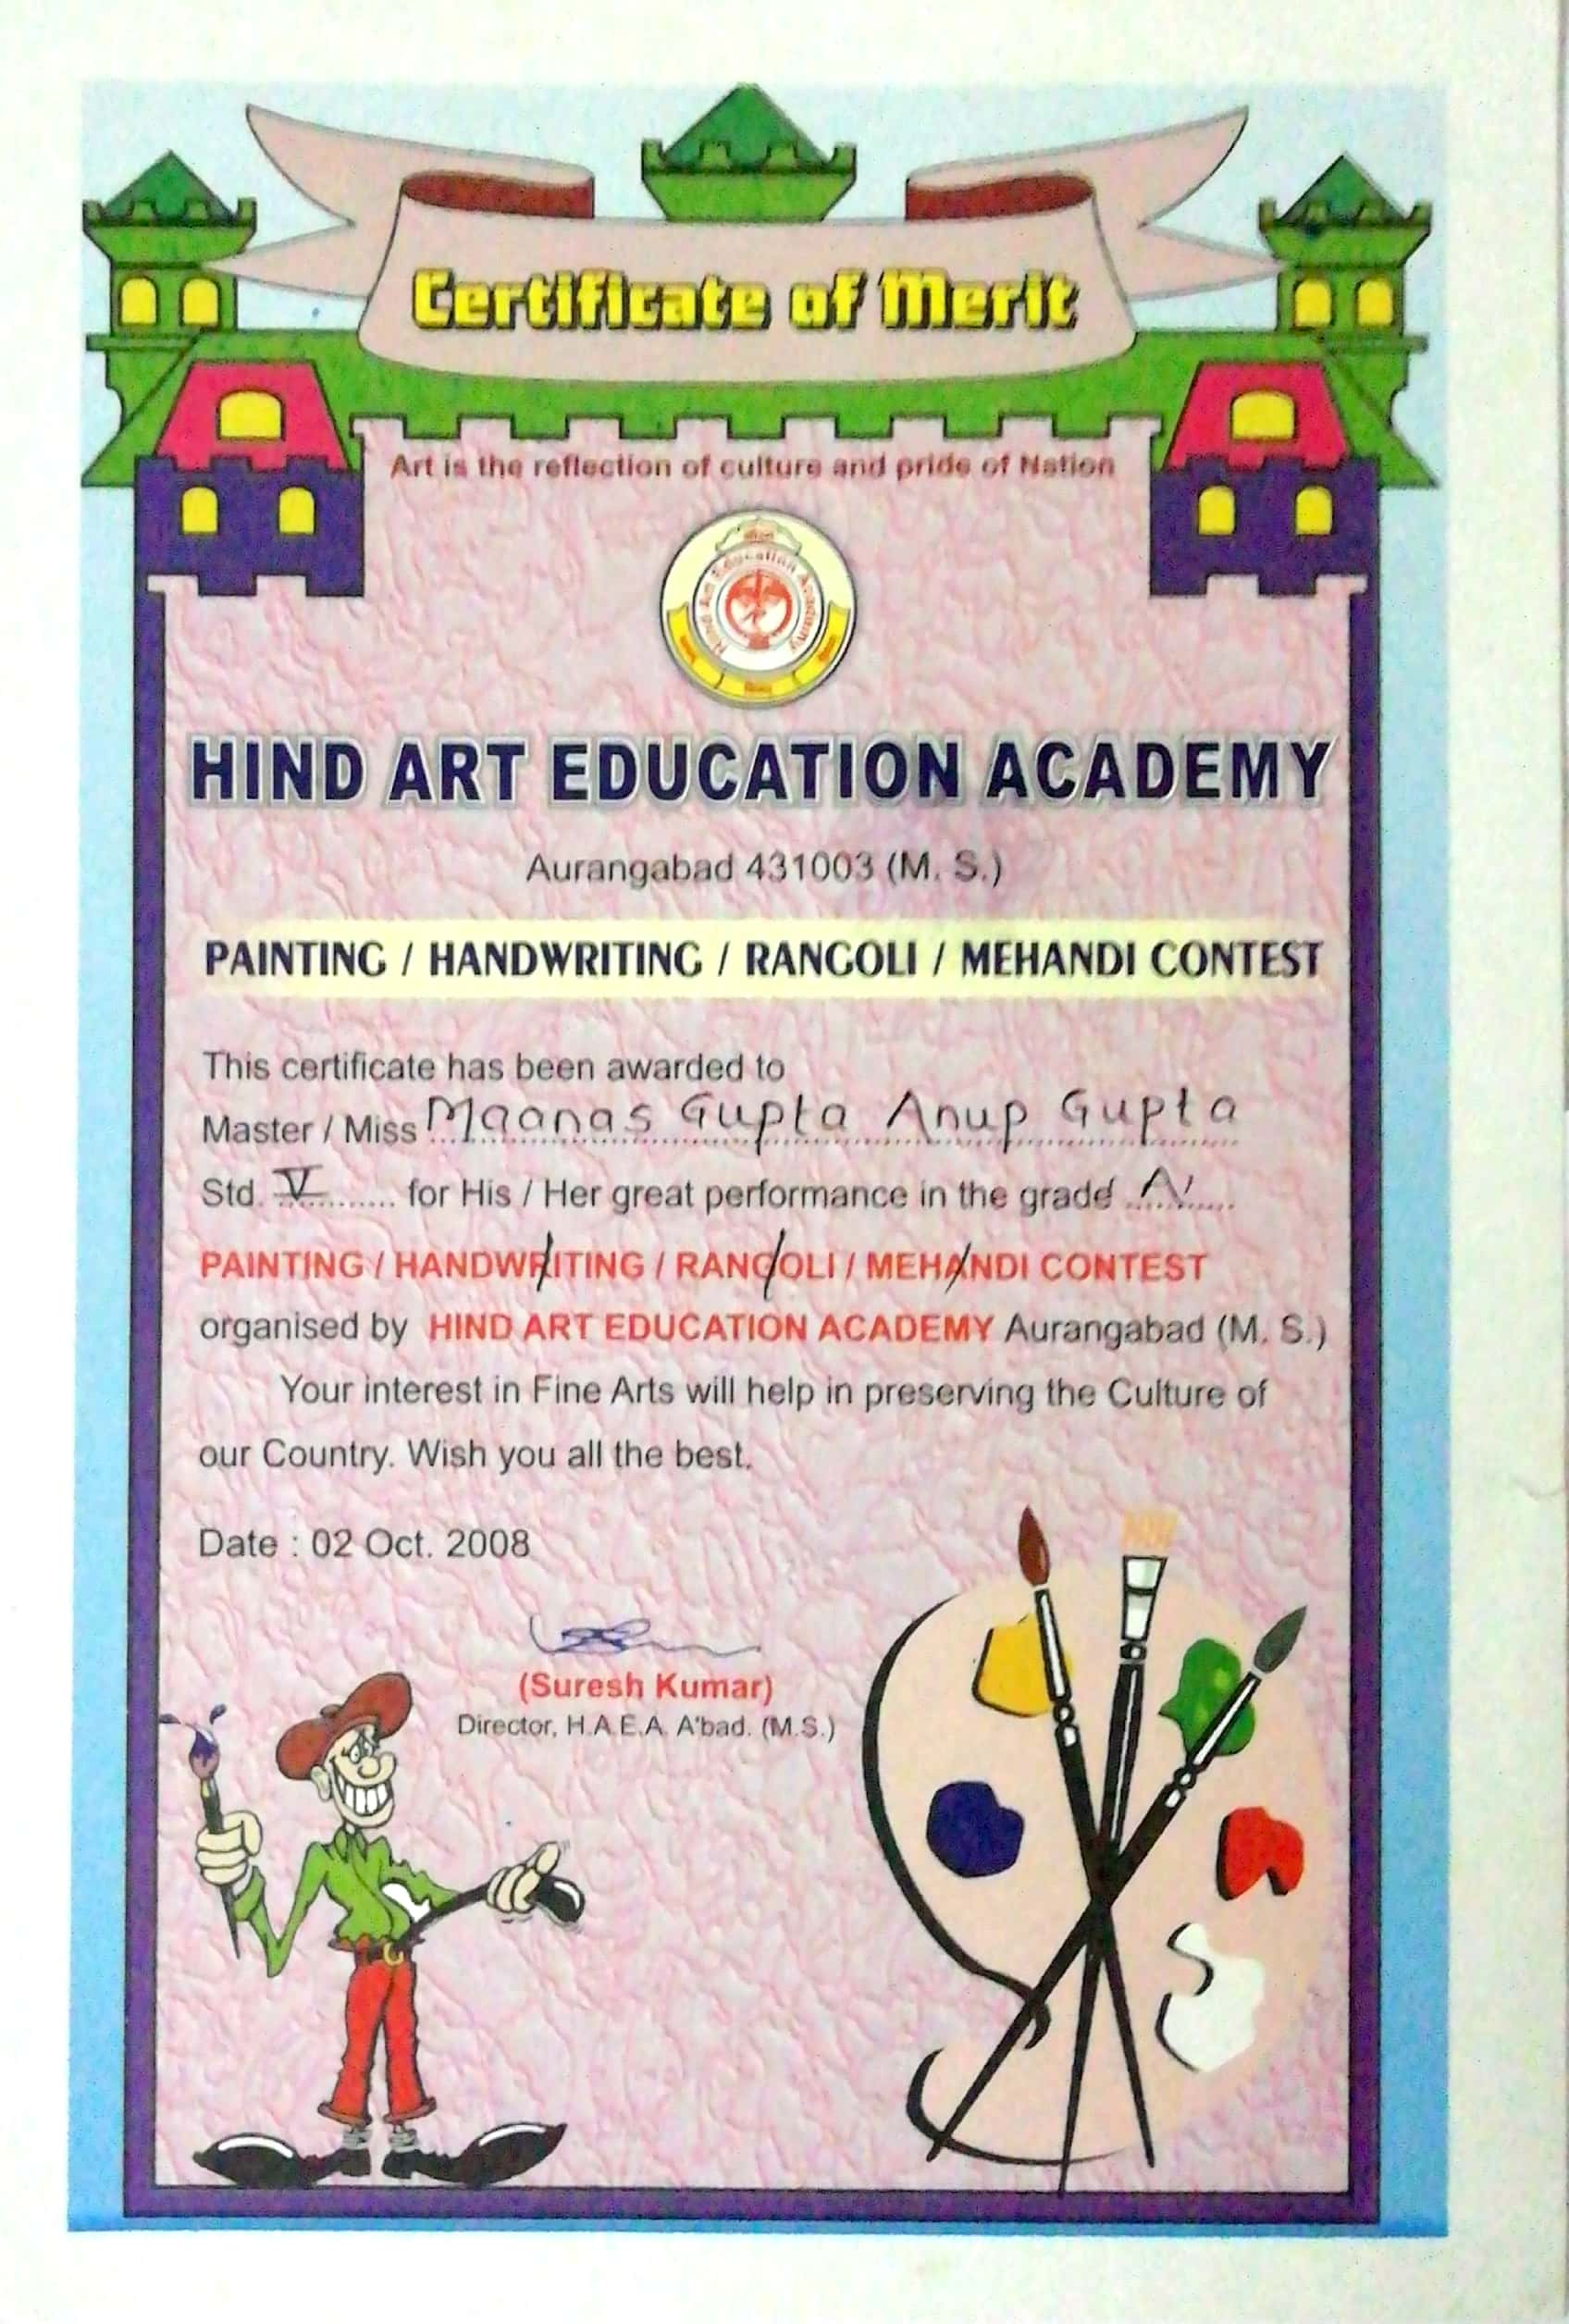 Certificate of Merit
Art is the reflection of culture and pride of Nation
Hind Art Education Academy
HIND ART EDUCATION ACADEMY
Aurangabad 431003 (M. S.)
PAINTING / HANDWRITING / RANGOLI / MEHANDI CONTEST
This certificate has been awarded to
Master / Miss Maanas Gupta Anup Gupta
Std. V for His / Her great performance in the grade 'A'
PAINTING / HANDWRITING / RANGOLI / MEHANDI CONTEST
organised by HIND ART EDUCATION ACADEMY Aurangabad (M. S.)
Your interest in Fine Arts will help in preserving the Culture of
our Country. Wish you all the best.
Date : 02 Oct. 2008
(Suresh Kumar)
Director, H.A.E.A. A'bad. (M.S.)